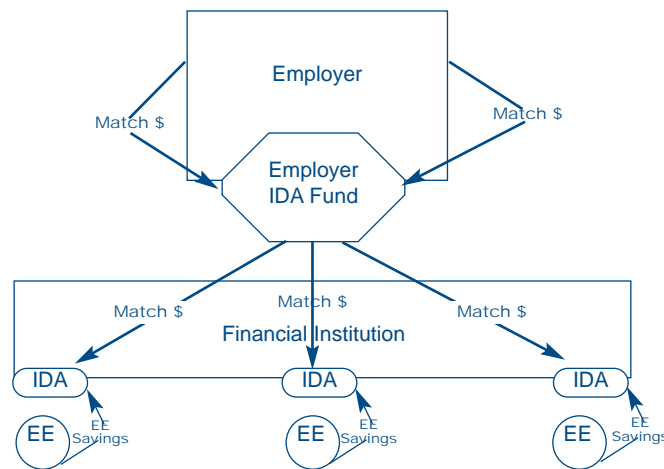 Employer
Match $
Match $
Employer
IDA Fund
Match $
Match $
Match $
Financial Institution
IDA
IDA
IDA
EE
EE
Savings
EE
EE
Savings
EE
EE
Savings